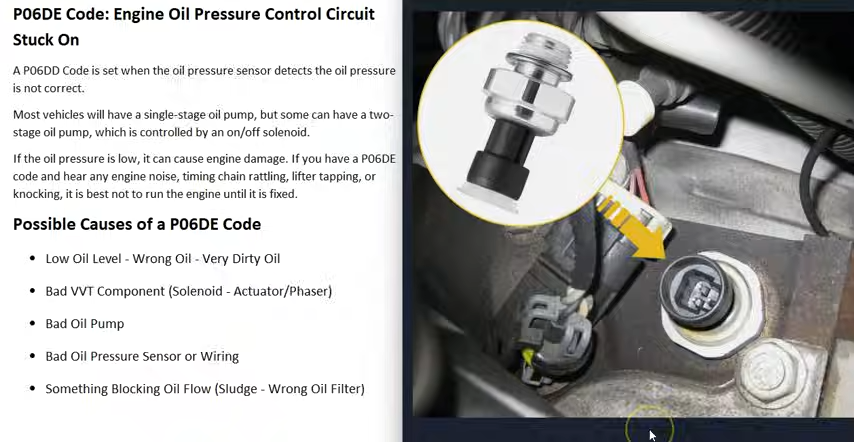 P06DE Code: Engine Oil Pressure Control Circuit
Stuck On
A P06DD Code is set when the oil pressure sensor detects the oil pressure
is not correct.
Most vehicles will have a single-stage oil pump, but some can have a two-
stage oil pump, which is controlled by an on/off solenoid.
If the oil pressure is low, it can cause engine damage. If you have a P06DE
code and hear any engine noise, timing chain rattling, lifter tapping, or
knocking, it is best not to run the engine until it is fixed.
Possible Causes of a P06DE Code
• Low Oil Level - Wrong Oil - Very Dirty Oil
• Bad VVT Component (Solenoid - Actuator/Phaser)
• Bad Oil Pump
• Bad Oil Pressure Sensor or Wiring
• Something Blocking Oil Flow (Sludge - Wrong Oil Filter)